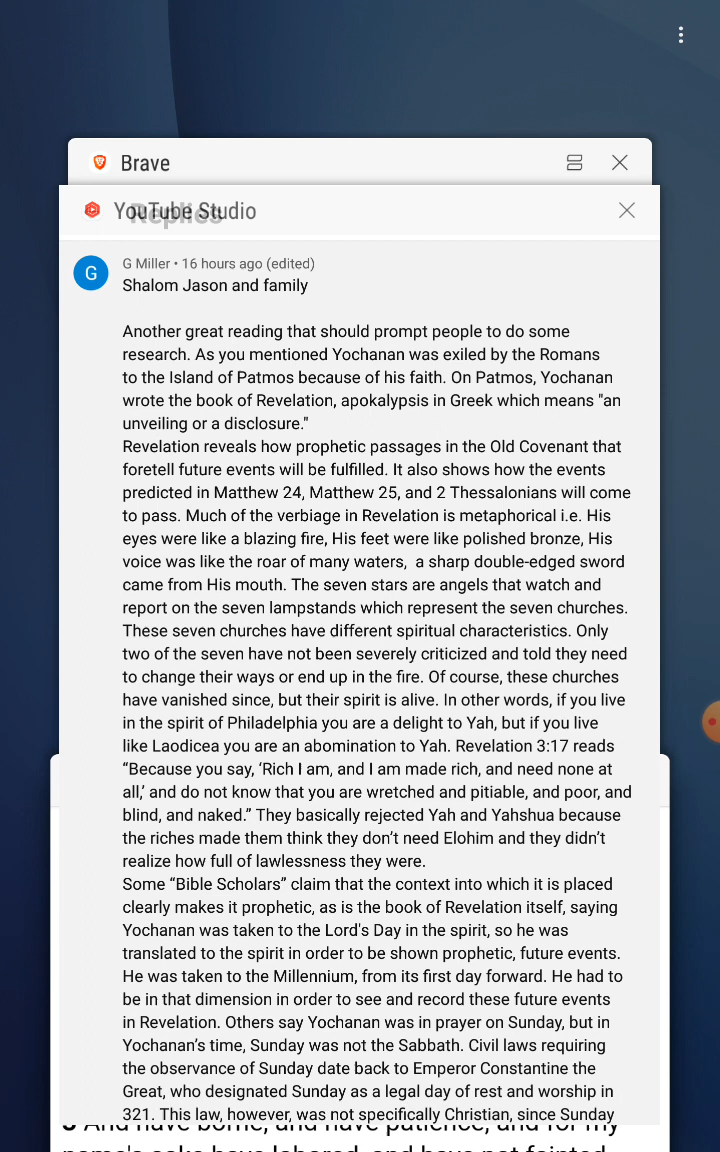 Brave
YouTube Studio
Replies
G Miller • 16 hours ago (edited)
G
Shalom Jason and family
Another great reading that should prompt people to do some
research. As you mentioned Yochanan was exiled by the Romans
to the Island of Patmos because of his faith. On Patmos, Yochanan
wrote the book of Revelation, apokalypsis in Greek which means "an
unveiling or a disclosure."
Revelation reveals how prophetic passages in the Old Covenant that
foretell future events will be fulfilled. It also shows how the events
predicted in Matthew 24, Matthew 25, and 2 Thessalonians will come
to pass. Much of the verbiage in Revelation is metaphorical i.e. His
eyes were like a blazing fire, His feet were like polished bronze, His
voice was like the roar of many waters,  a sharp double-edged sword
came from His mouth. The seven stars are angels that watch and
report on the seven lampstands which represent the seven churches.
These seven churches have different spiritual characteristics. Only
two of the seven have not been severely criticized and told they need
to change their ways or end up in the fire. Of course, these churches
have vanished since, but their spirit is alive. In other words, if you live
in the spirit of Philadelphia you are a delight to Yah, but if you live
like Laodicea you are an abomination to Yah. Revelation 3:17 reads
“Because you say, ‘Rich I am, and I am made rich, and need none at
all,’ and do not know that you are wretched and pitiable, and poor, and
blind, and naked.” They basically rejected Yah and Yahshua because
the riches made them think they don’t need Elohim and they didn’t
realize how full of lawlessness they were.
Some “Bible Scholars” claim that the context into which it is placed
clearly makes it prophetic, as is the book of Revelation itself, saying
Yochanan was taken to the Lord's Day in the spirit, so he was
translated to the spirit in order to be shown prophetic, future events.
He was taken to the Millennium, from its first day forward. He had to
be in that dimension in order to see and record these future events
in Revelation. Others say Yochanan was in prayer on Sunday, but in
Yochanan’s time, Sunday was not the Sabbath. Civil laws requiring
the observance of Sunday date back to Emperor Constantine the
Great, who designated Sunday as a legal day of rest and worship in
321. This law, however, was not specifically Christian, since Sunday
3 And have borne, and have patience, and for my
name's sake have laboured, and have not fainted